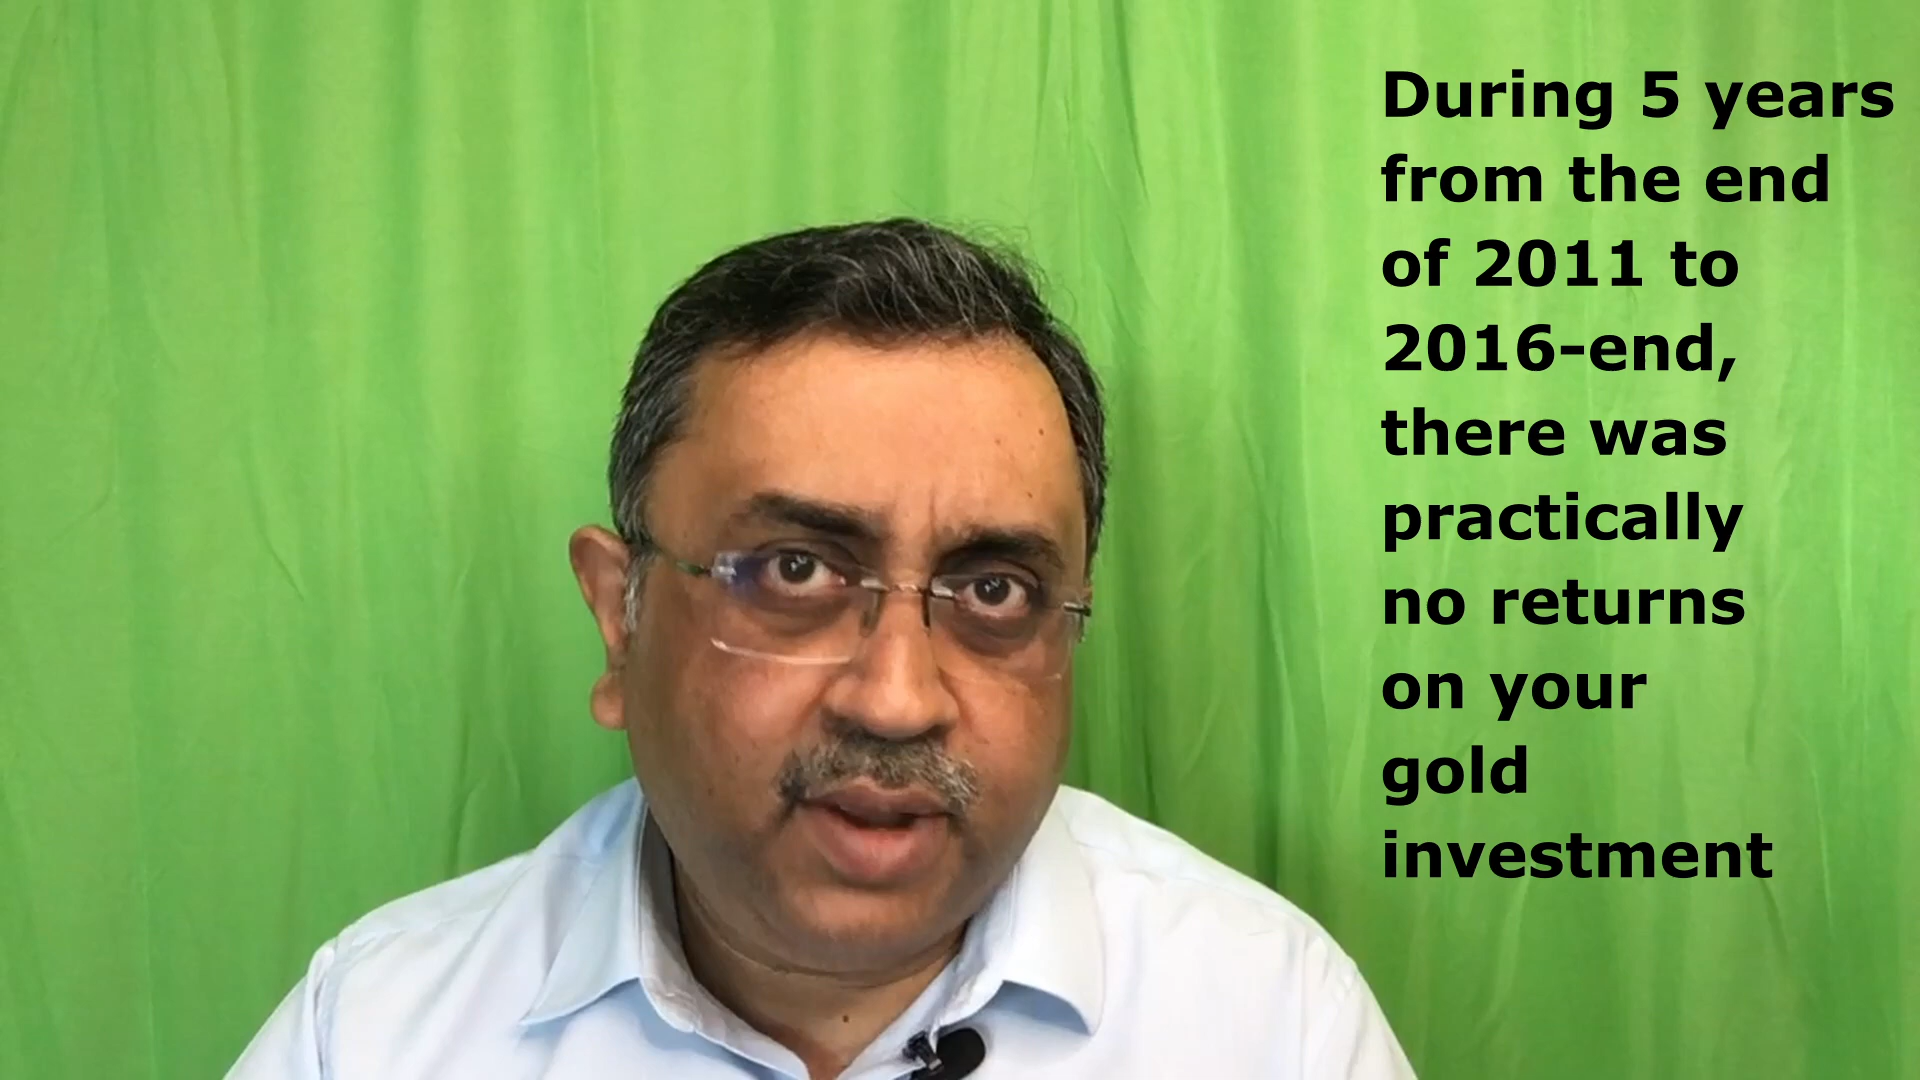 During 5 years
from the end
of 2011 to
2016-end,
there was
practically
no returns
on your
gold
investment